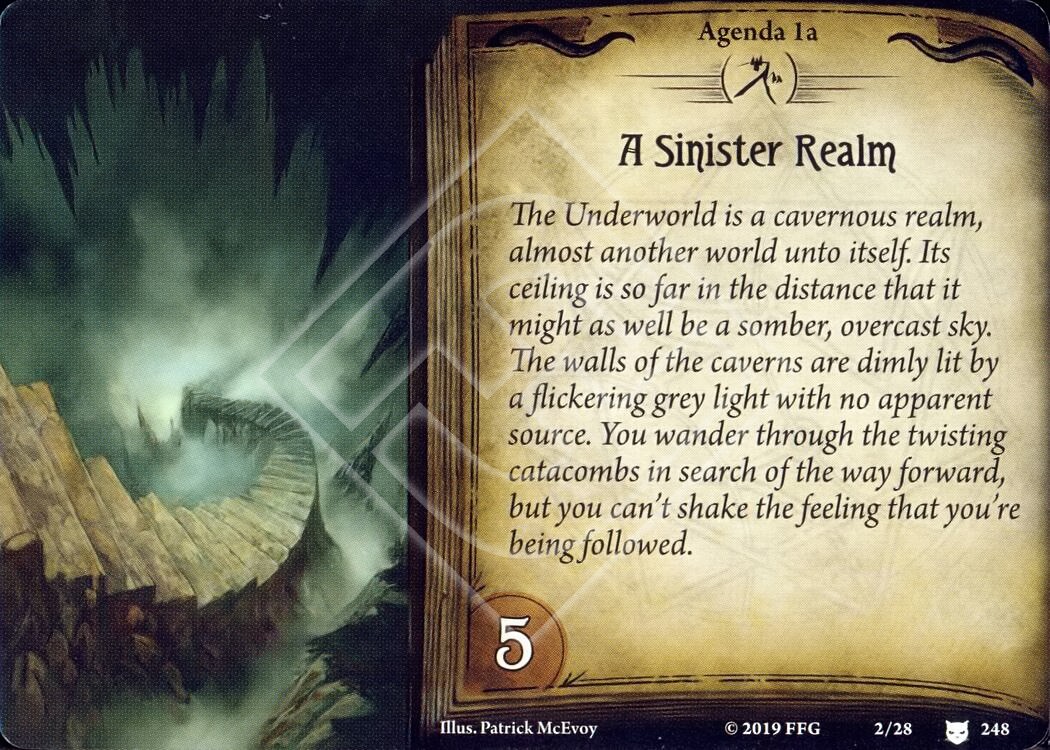 Agenda 1a
A Sinister Realm
The Underworld is a cavernous realm,
almost another world unto itself. Its
ceiling is so far in the distance that it
might as well be a somber, overcast sky.
The walls of the caverns are dimly lit by
a flickering grey light with no apparent
source. You wander through the twisting
catacombs in search of the way forward,
but you can't shake the feeling that you're
being followed.
5
Illus. Patrick McEvoy © 2019 FFG 2/28 248